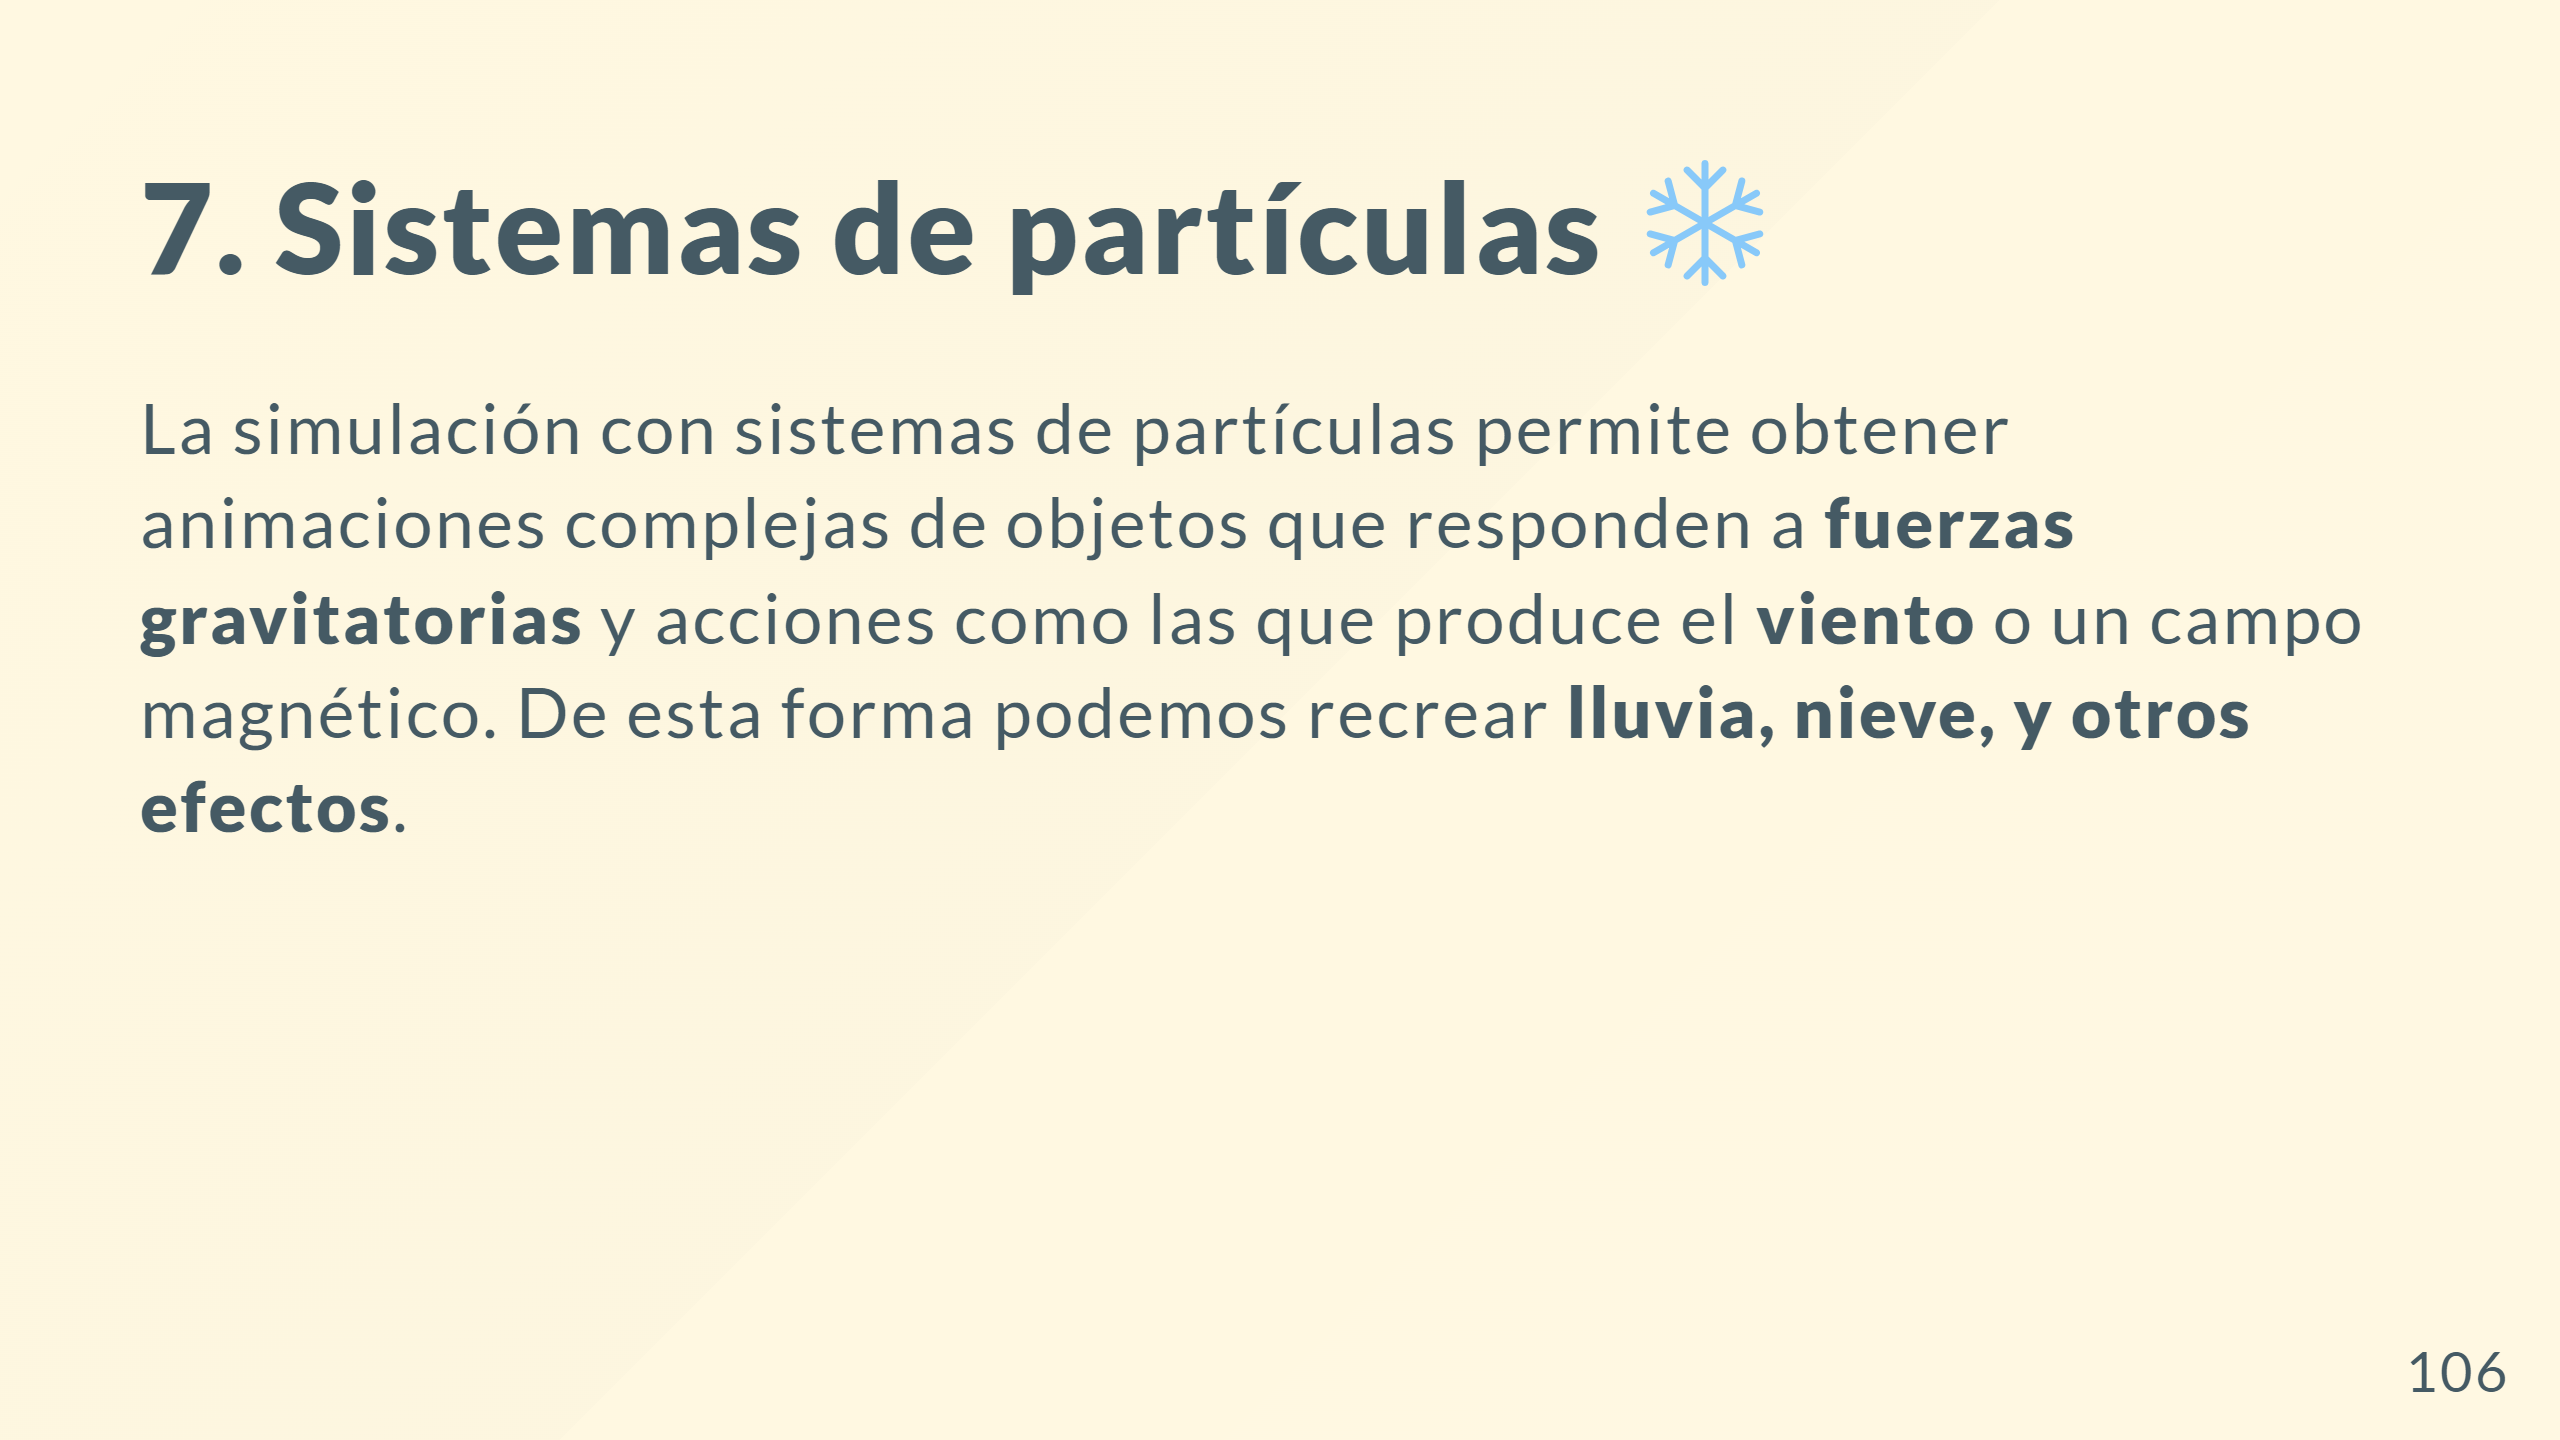 7. Sistemas de partículas ❄
La simulación con sistemas de partículas permite obtener
animaciones complejas de objetos que responden a fuerzas
gravitatorias y acciones como las que produce el viento o un campo
magnético. De esta forma podemos recrear lluvia, nieve, y otros
efectos.
106